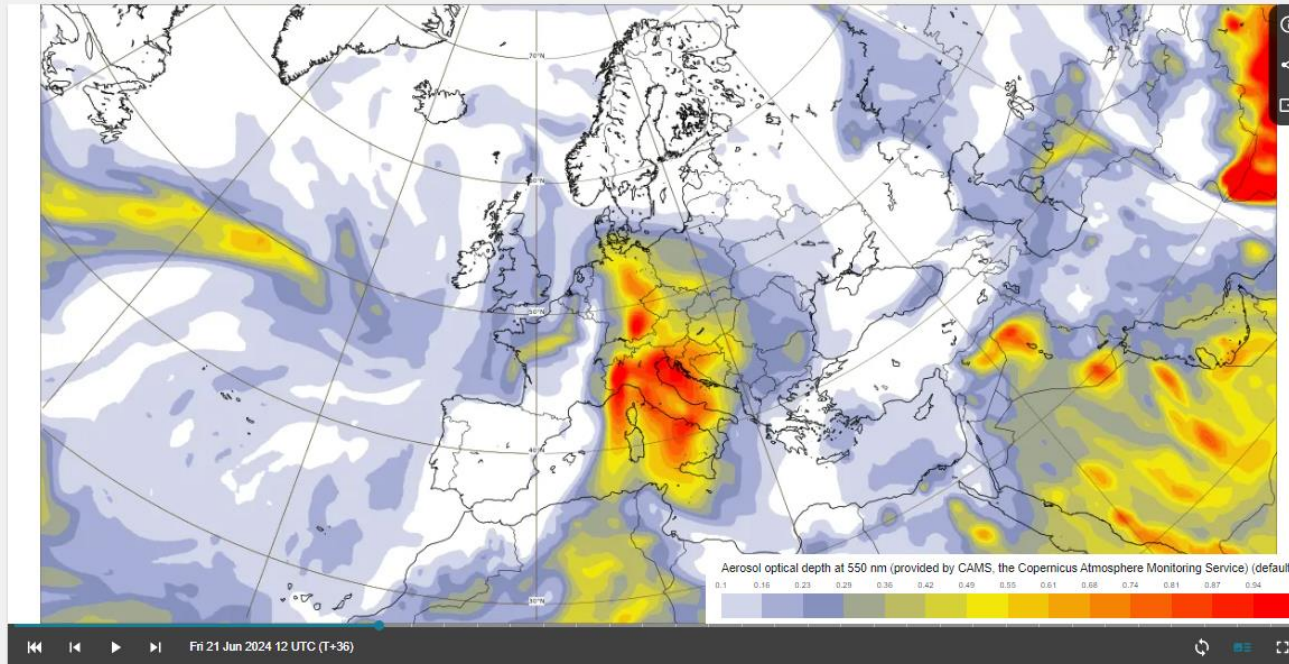 70°N
60°N
50°N
40°N
30°N
Aerosol optical depth at 550 nm (provided by CAMS, the Copernicus Atmosphere Monitoring Service) (default
0.1 0.16 0.23 0.29 0.36 0.42 0.49 0.55 0.61 0.68 0.74 0.81 0.87 0.94
Fri 21 Jun 2024 12 UTC (T+36)